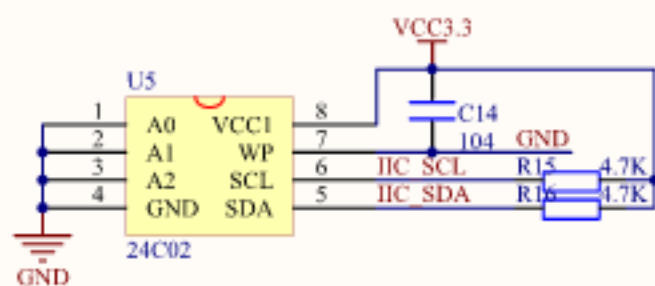 VCC3.3
U5
1 A0 VCC1 8
2 A1 WP 7
3 A2 SCL 6
4 GND SDA 5
24C02
GND
C14
104
GND
IIC_SCL R15 4.7K
IIC_SDA R16 4.7K